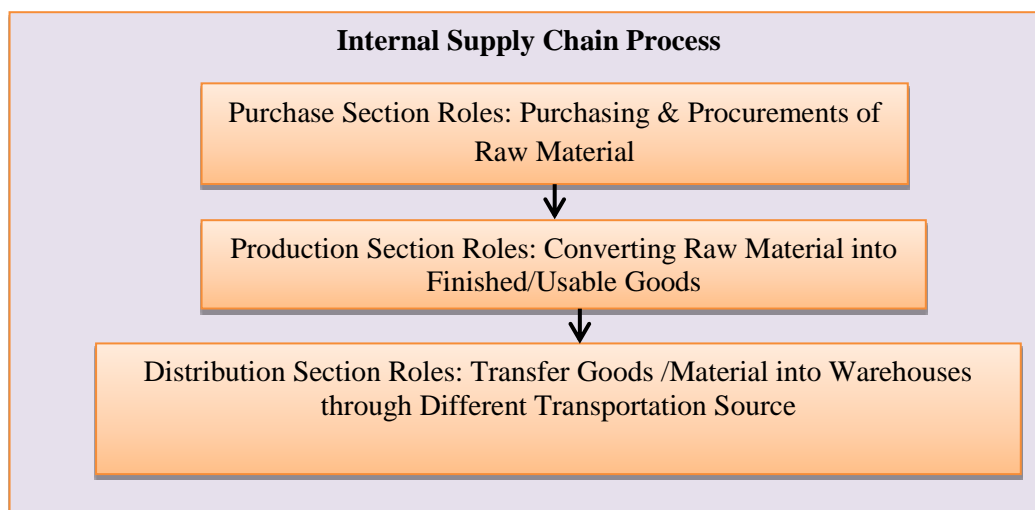 Internal Supply Chain Process
Purchase Section Roles: Purchasing & Procurements of
Raw Material
Production Section Roles: Converting Raw Material into
Finished/Usable Goods
Distribution Section Roles: Transfer Goods /Material into Warehouses
through Different Transportation Source